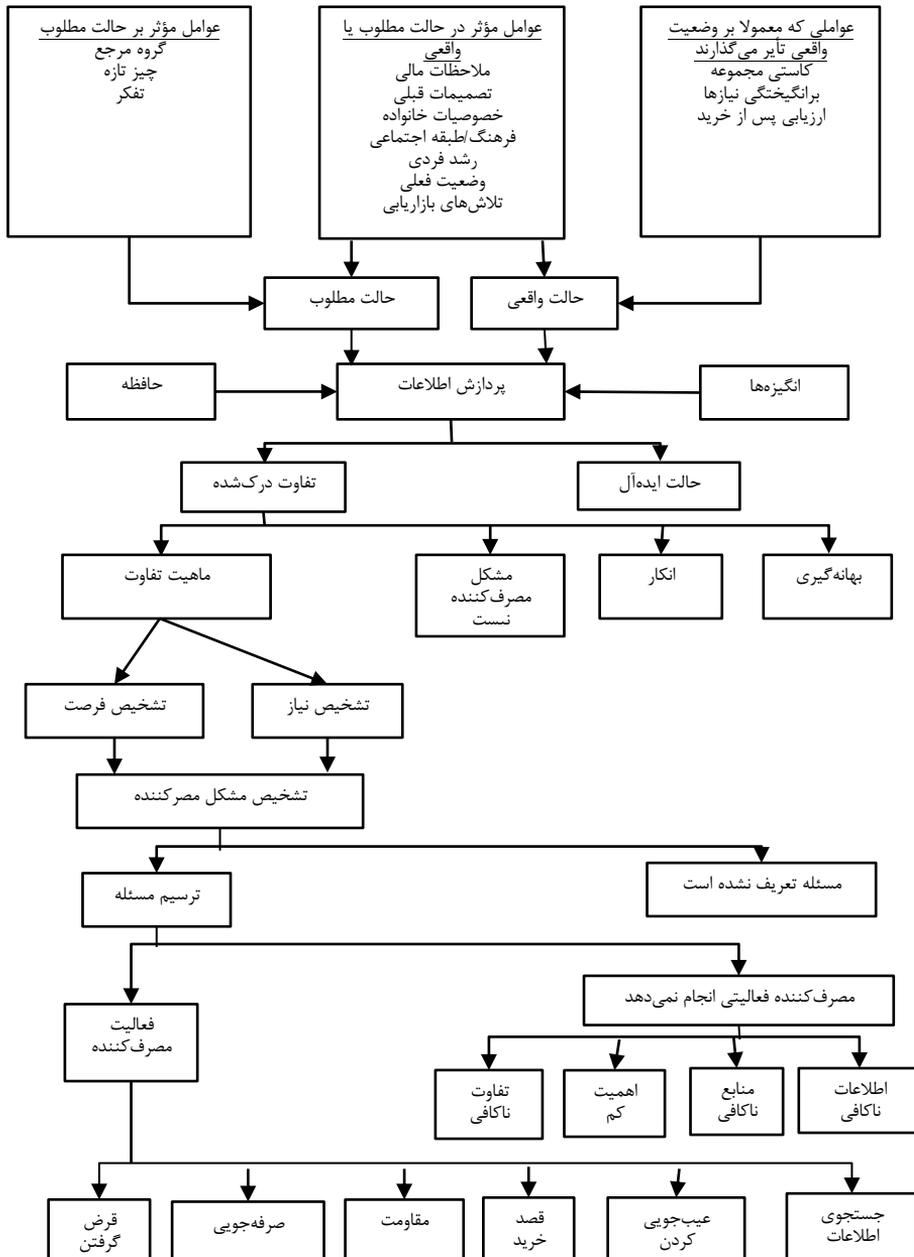 عواملی که معمولا بر وضعیت
واقعی تأیر می‌گذارند
کاستی مجموعه
برانگیختگی نیازها
ارزیابی پس از خرید
عوامل مؤثر در حالت مطلوب یا
واقعی
ملاحظات مالی
تصمیمات قبلی
خصوصیات خانواده
فرهنگ/طبقه اجتماعی
رشد فردی
وضعیت فعلی
تلاش‌های بازاریابی
عوامل مؤثر بر حالت مطلوب
گروه مرجع
چیز تازه
تفکر
حالت واقعی
حالت مطلوب
انگیزه‌ها
پردازش اطلاعات
حافظه
حالت ایده‌آل
تفاوت درک‌شده
بهانه‌گیری
انکار
مشکل
مصرف‌کننده
نیست
ماهیت تفاوت
تشخیص نیاز
تشخیص فرصت
تشخیص مشکل مصرکننده
مسئله تعریف نشده است
ترسیم مسئله
مصرف‌کننده فعالیتی انجام نمی‌دهد
فعالیت
مصرف‌کننده
اطلاعات
ناکافی
منابع
ناکافی
اهمیت
کم
تفاوت
ناکافی
جستجوی
اطلاعات
عیب‌جویی
کردن
قصد
خرید
مقاومت
صرفه‌جویی
قرض
گرفتن